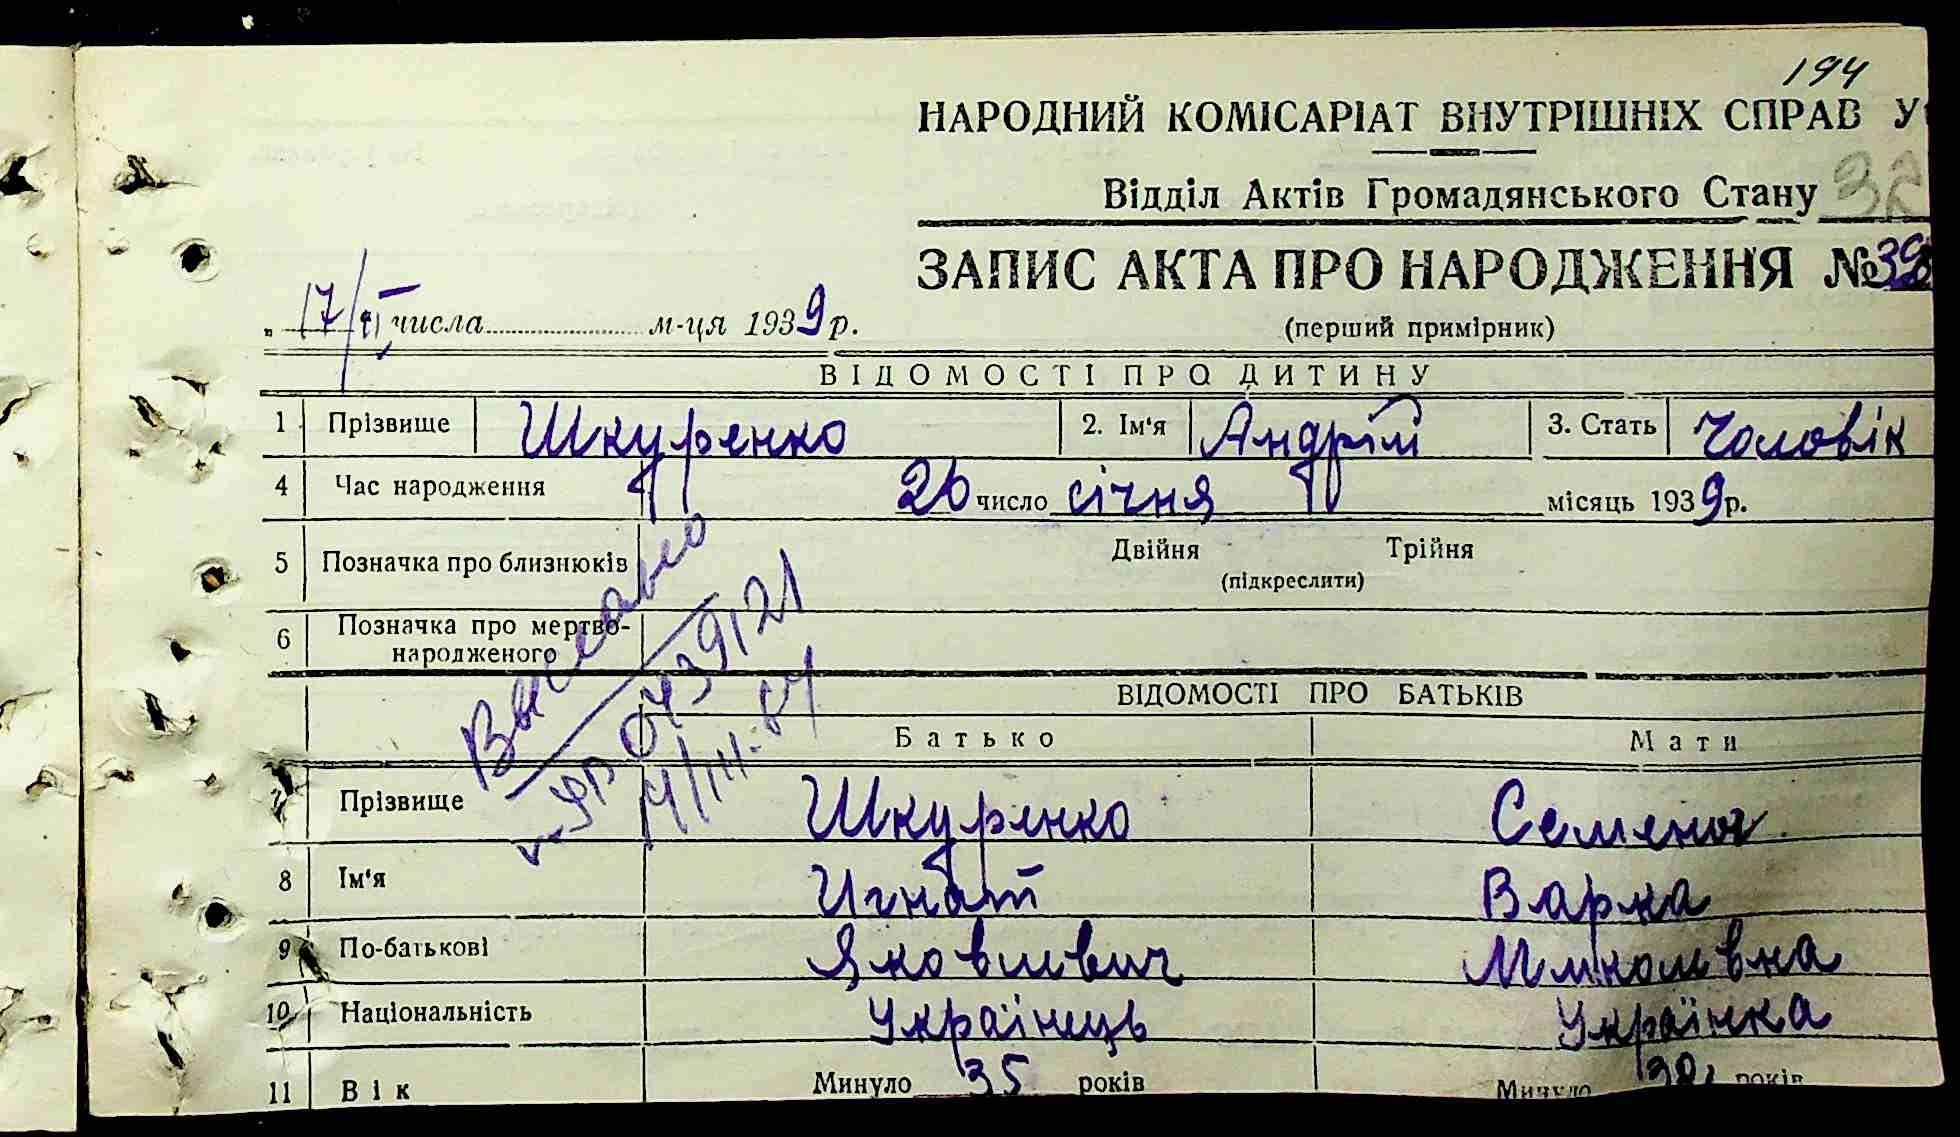 194
НАРОДНИЙ КОМІСАРІАТ ВНУТРІШНІХ СПРАВ У
Відділ Актів Громадянського Стану 32
ЗАПИС АКТА ПРО НАРОДЖЕННЯ №
„ 17/ числа м-ця 1939 р.
(перший примірник)
ВІДОМОСТІ ПРО ДИТИНУ
1 Прізвище Шкуренко 2. Ім'я Андрій 3. Стать Чоловік
4 Час народження 26 число січня місяць 1939 р.
5 Позначка про близнюків Двійня Трійня
(підкреслити)
6 Позначка про мертво-
народженого
Выслано
УР 0439121
ВІДОМОСТІ ПРО БАТЬКІВ
Батько Мати
7 Прізвище Шкуренко
8 Ім'я Игнат Варка
9 По-батькові Яковлевич
10 Національність Українець Українка
11 Вік Минуло 35 років Минуло років